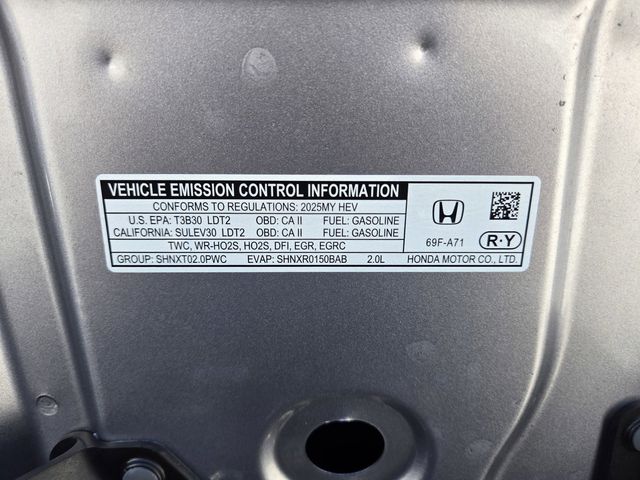 VEHICLE EMISSION CONTROL INFORMATION
CONFORMS TO REGULATIONS: 2025MY HEV
U.S. EPA: T3B30 LDT2 OBD: CA II FUEL: GASOLINE
CALIFORNIA: SULEV30 LDT2 OBD: CA II FUEL: GASOLINE
TWC, WR-HO2S, HO2S, DFI, EGR, EGRC
GROUP: SHNXT02.0PWC EVAP: SHNXR0150BAB 2.0L
69F-A71 R·Y
HONDA MOTOR CO., LTD.